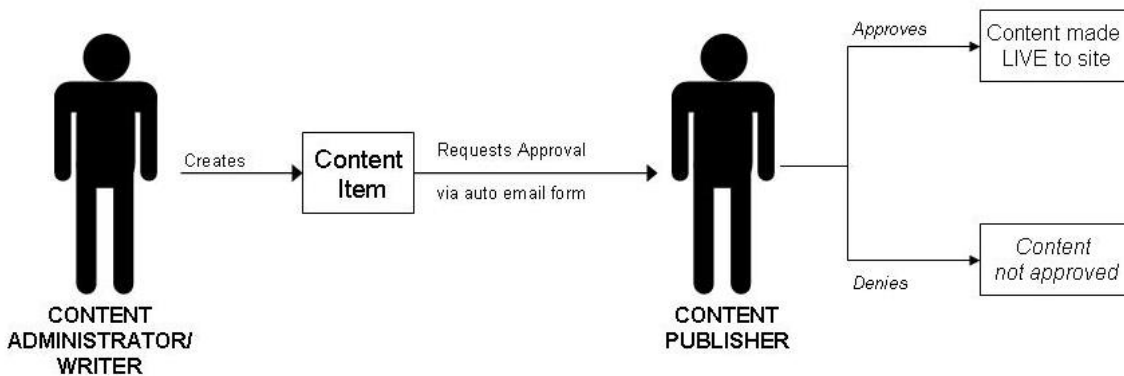 Creates
Content
Item
Requests Approval
via auto email form
CONTENT
ADMINISTRATOR/
WRITER
CONTENT
PUBLISHER
Approves
Content made
LIVE to site
Denies
Content
not approved